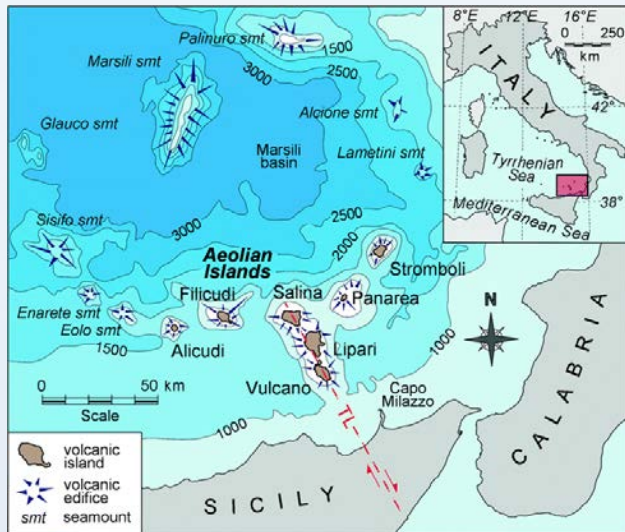 Palinuro smt
1500
3000
2500
Marsili smt
Alcione smt
Glauco smt
Marsili
basin
Lametini smt
Sisifo smt
3000
2500
2000
Aeolian
Islands
Stromboli
Filicudi
Salina
Panarea
Enarete smt
Eolo smt
1500
Alicudi
Lipari
1000
Vulcano
Capo
Milazzo
0
50 km
Scale
1000
TL
N
SICILY
CALABRIA
volcanic
island
volcanic
edifice
smt seamount
8°E
12°E
16°E
0 250
km
ITALY
42°
Tyrrhenian
Sea
38°
Mediterranean Sea